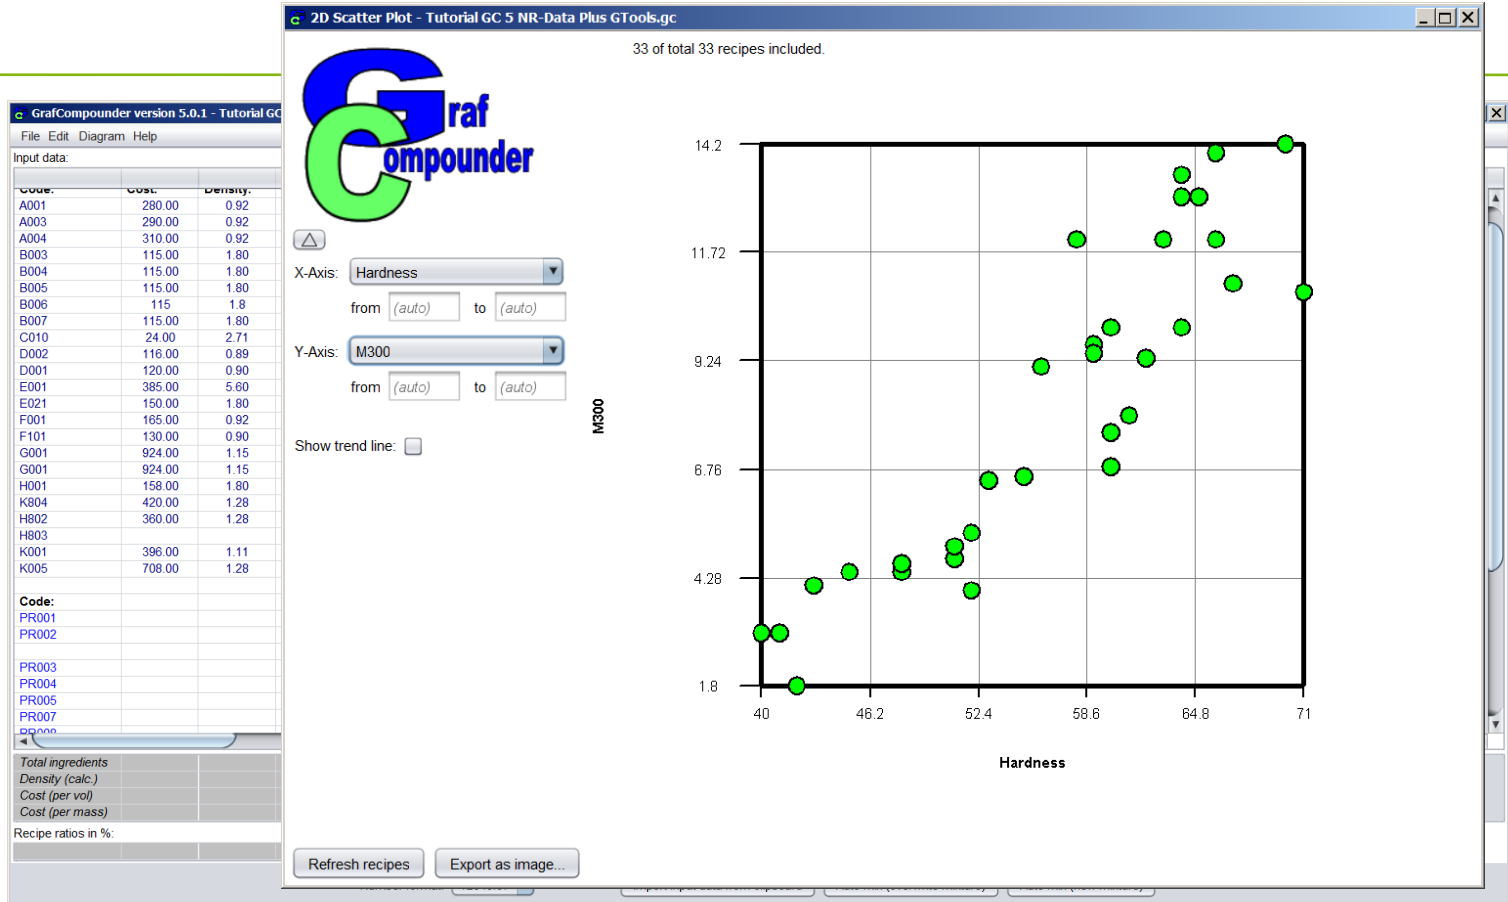 2D Scatter Plot - Tutorial GC 5 NR-Data Plus GTools.gc
33 of total 33 recipes included.
Graf
Compounder
X-Axis: Hardness
from (auto) to (auto)
Y-Axis: M300
from (auto) to (auto)
Show trend line:
14.2
11.72
9.24
6.76
4.28
1.8
M300
40 46.2 52.4 58.6 64.8 71
Hardness
Refresh recipes Export as image...
GrafCompounder version 5.0.1 - Tutorial GC
File Edit Diagram Help
Input data:
Code: Cost: Density:
A001 280.00 0.92
A003 290.00 0.92
A004 310.00 0.92
B003 115.00 1.80
B004 115.00 1.80
B005 115.00 1.80
B006 115 1.8
B007 115.00 1.80
C010 24.00 2.71
D002 116.00 0.89
D001 120.00 0.90
E001 385.00 5.60
E021 150.00 1.80
F001 165.00 0.92
F101 130.00 0.90
G001 924.00 1.15
G001 924.00 1.15
H001 158.00 1.80
K804 420.00 1.28
H802 360.00 1.28
H803
K001 396.00 1.11
K005 708.00 1.28
Code:
PR001
PR002
PR003
PR004
PR005
PR007
Total ingredients
Density (calc.)
Cost (per vol)
Cost (per mass)
Recipe ratios in %: